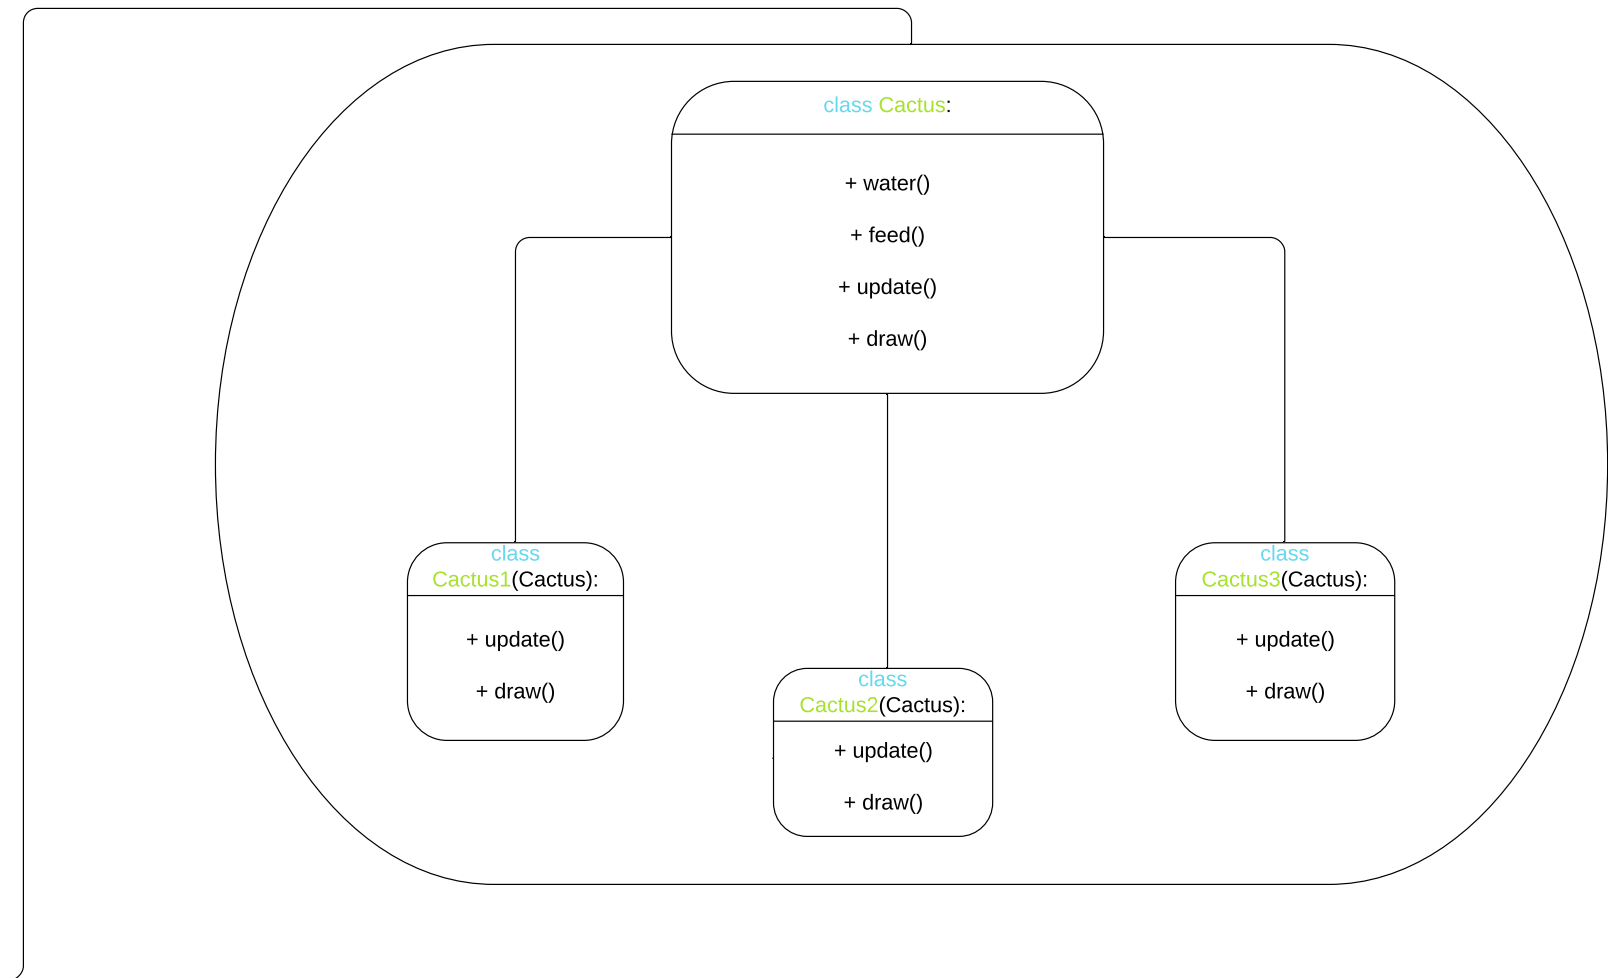 class Cactus:
+ water()
+ feed()
+ update()
+ draw()
class
Cactus1(Cactus):
+ update()
+ draw()
class
Cactus2(Cactus):
+ update()
+ draw()
class
Cactus3(Cactus):
+ update()
+ draw()